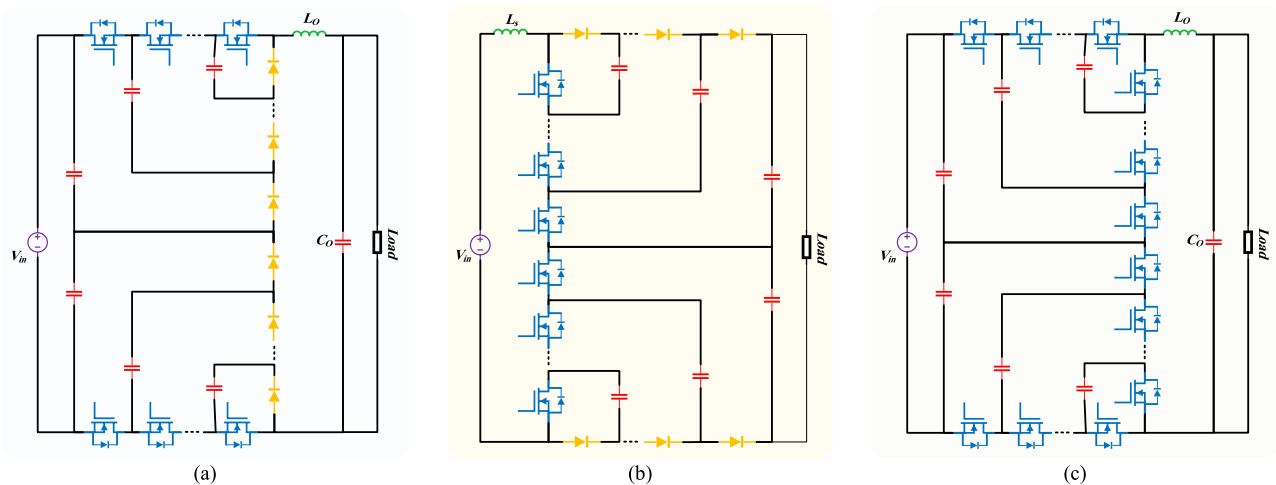 L_O
V_in
+
−
C_O
Load
(a)
L_s
V_in
+
−
Load
(b)
L_O
V_in
+
−
C_O
Load
(c)